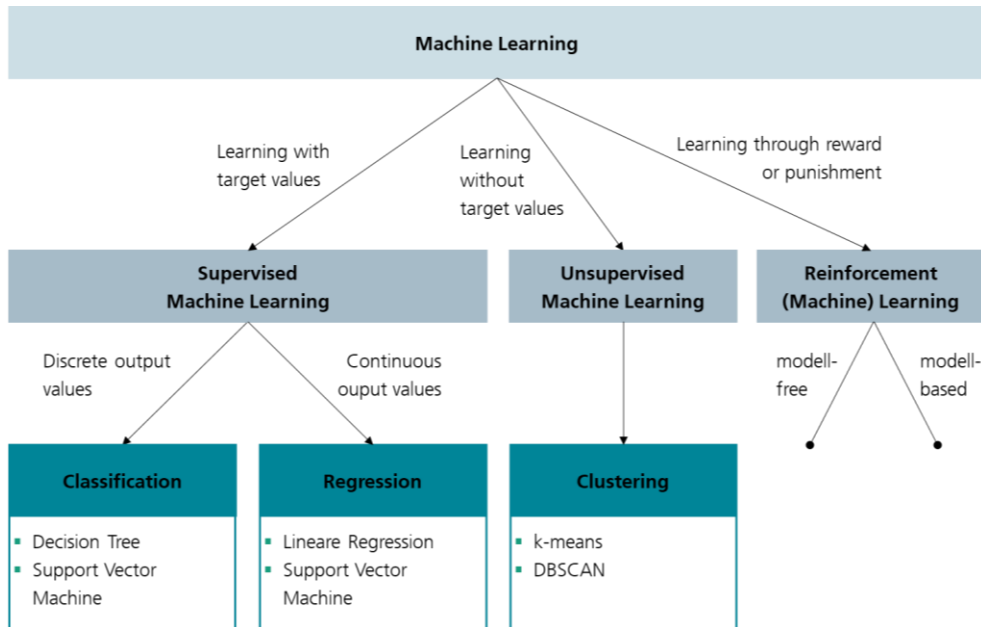 Machine Learning
Learning with
target values
Learning
without
target values
Learning through reward
or punishment
Supervised
Machine Learning
Unsupervised
Machine Learning
Reinforcement
(Machine) Learning
Discrete output
values
Continuous
ouput values
modell-
free
modell-
based
Classification
Decision Tree
Support Vector
Machine
Regression
Lineare Regression
Support Vector
Machine
Clustering
k-means
DBSCAN